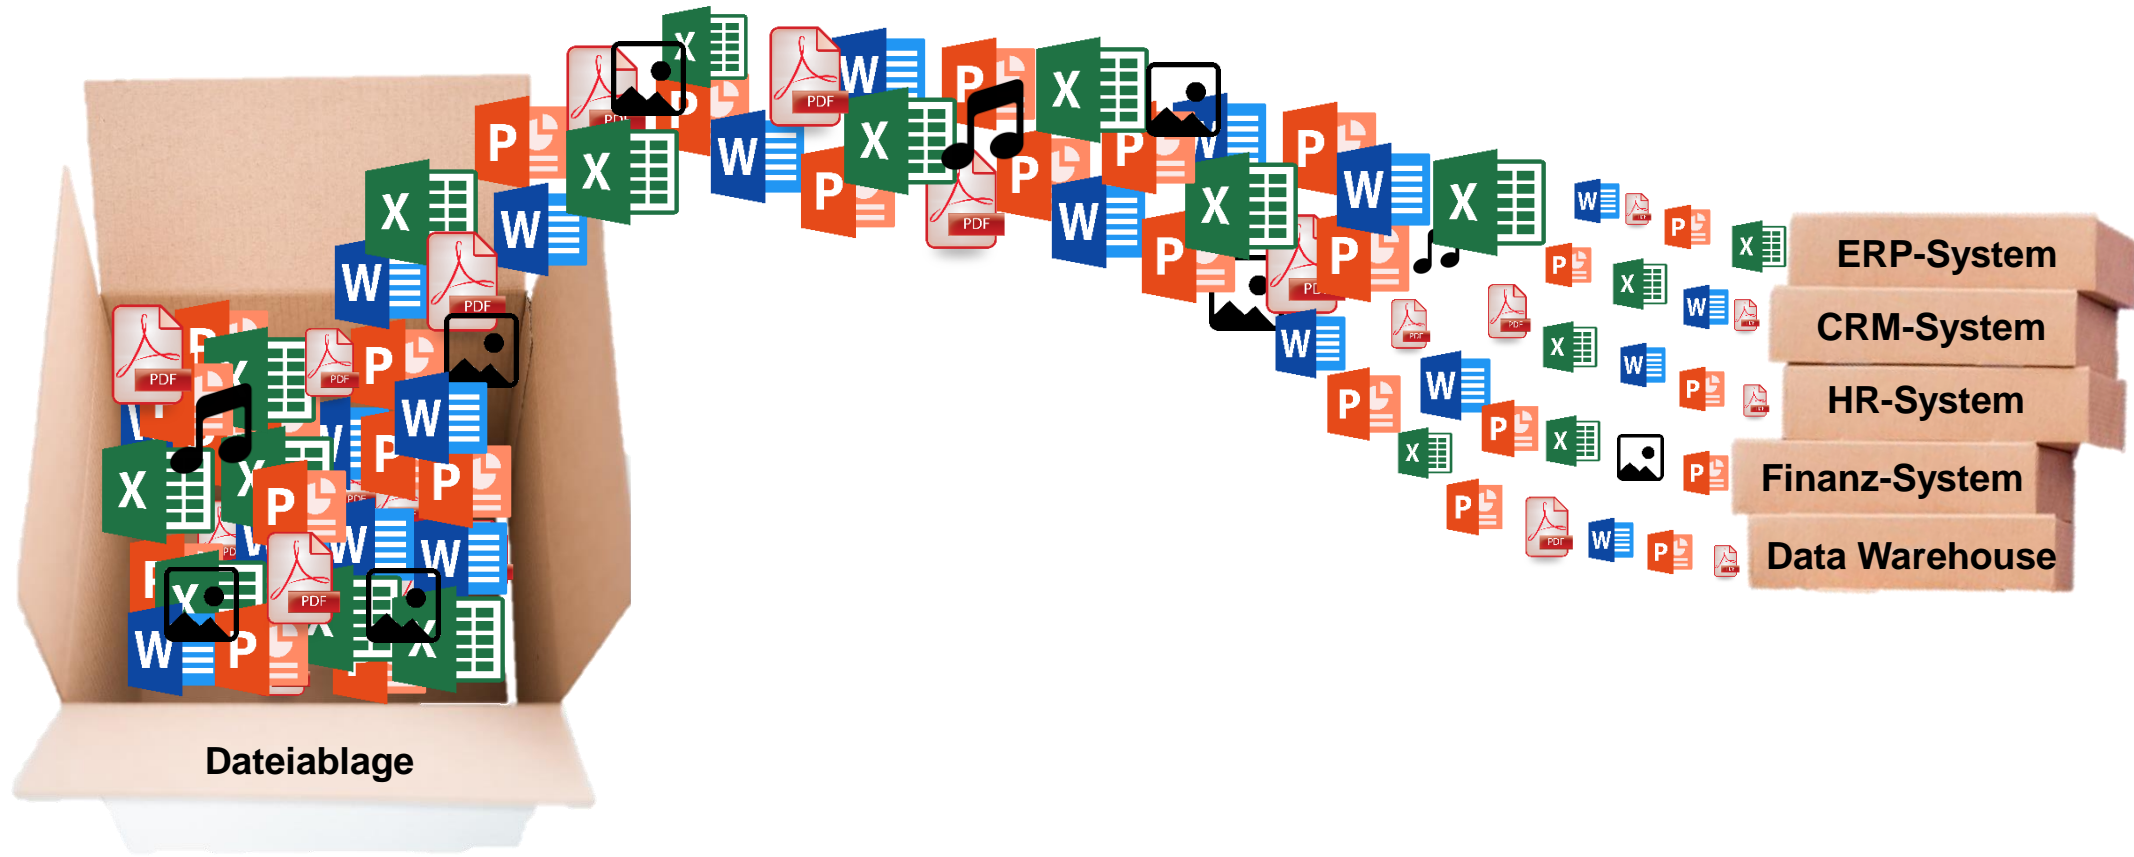 ERP-System
CRM-System
HR-System
Finanz-System
Data Warehouse
Dateiablage